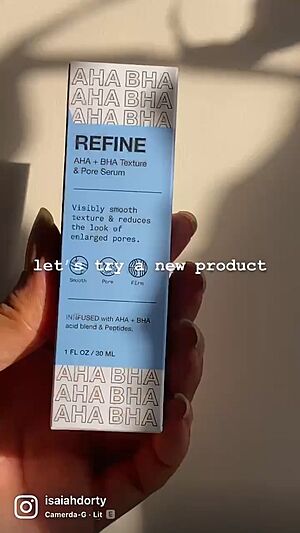 AHA BHA
AHA BHA
AHA BHA
REFINE
AHA + BHA Texture
& Pore Serum
Visibly smooth
texture & reduces
the look of
enlarged pores.
let's try a new product
Smooth Pore Firm
INFUSED with AHA + BHA
acid blend & Peptides.
1 FL OZ / 30 ML
AHA BHA
AHA BHA
AHA BHA
isaiahdorty
Camerda-G · Lit E